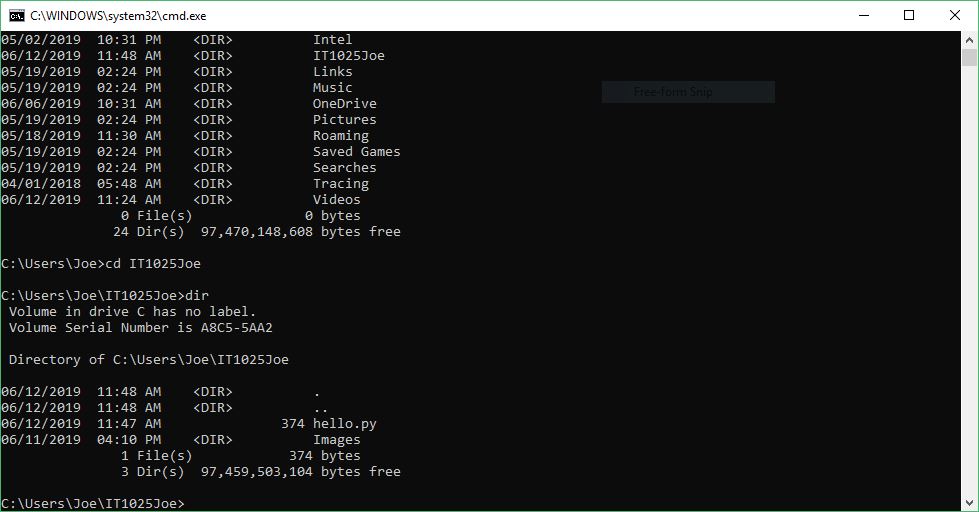 C:\WINDOWS\system32\cmd.exe
05/02/2019  10:31 PM    <DIR>          Intel
06/12/2019  11:48 AM    <DIR>          IT1025Joe
05/19/2019  02:24 PM    <DIR>          Links
05/19/2019  02:24 PM    <DIR>          Music
06/06/2019  10:31 AM    <DIR>          OneDrive
05/19/2019  02:24 PM    <DIR>          Pictures
05/18/2019  11:30 AM    <DIR>          Roaming
05/19/2019  02:24 PM    <DIR>          Saved Games
05/19/2019  02:24 PM    <DIR>          Searches
04/01/2018  05:48 AM    <DIR>          Tracing
06/12/2019  11:24 AM    <DIR>          Videos
               0 File(s)              0 bytes
              24 Dir(s)  97,470,148,608 bytes free
Free-form Snip
C:\Users\Joe>cd IT1025Joe
C:\Users\Joe\IT1025Joe>dir
 Volume in drive C has no label.
 Volume Serial Number is A8C5-5AA2
 Directory of C:\Users\Joe\IT1025Joe
06/12/2019  11:48 AM    <DIR>          .
06/12/2019  11:48 AM    <DIR>          ..
06/12/2019  11:47 AM               374 hello.py
06/11/2019  04:10 PM    <DIR>          Images
               1 File(s)            374 bytes
               3 Dir(s)  97,459,503,104 bytes free
C:\Users\Joe\IT1025Joe>